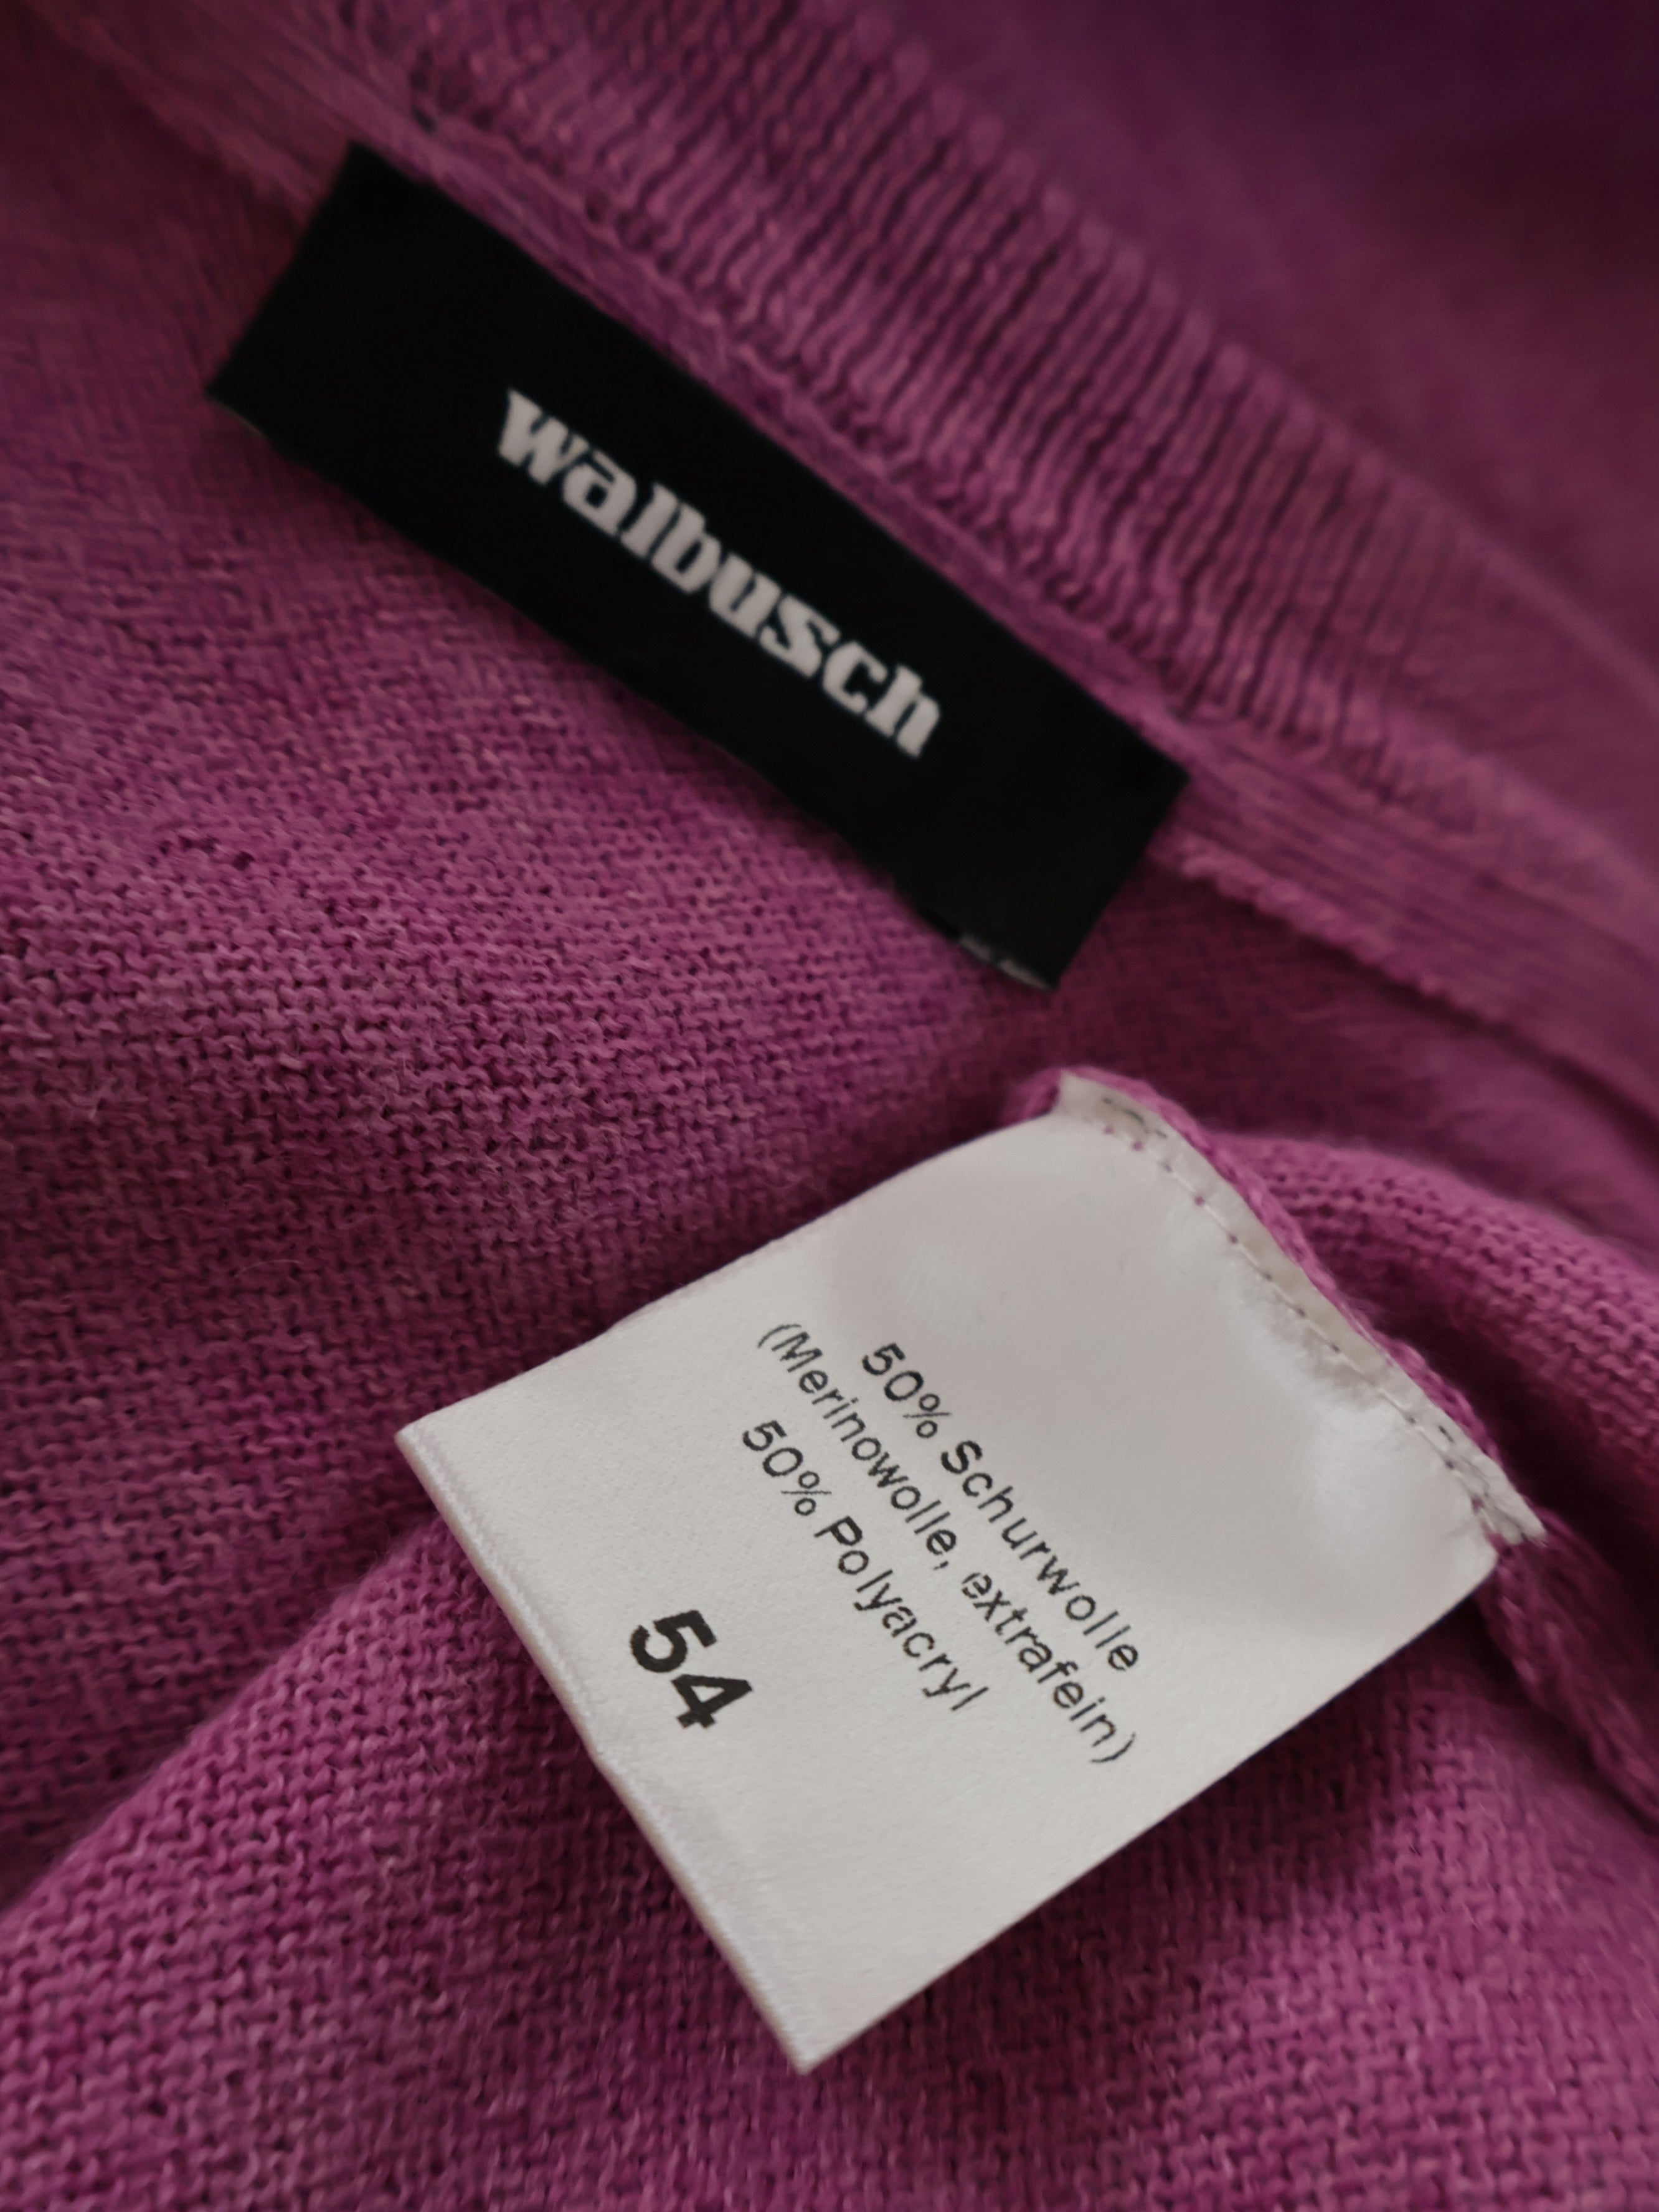 walbusch
50% Schurwolle
(Merinowolle, extrafein)
50% Polyacryl
54